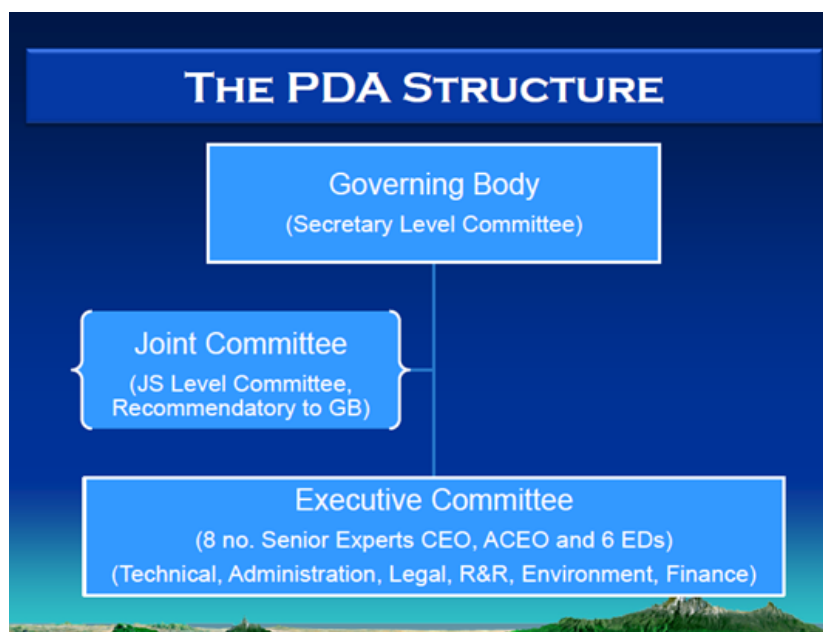 THE PDA STRUCTURE
Governing Body
(Secretary Level Committee)
Joint Committee
(JS Level Committee,
Recommendatory to GB)
Executive Committee
(8 no. Senior Experts CEO, ACEO and 6 EDs)
(Technical, Administration, Legal, R&R, Environment, Finance)